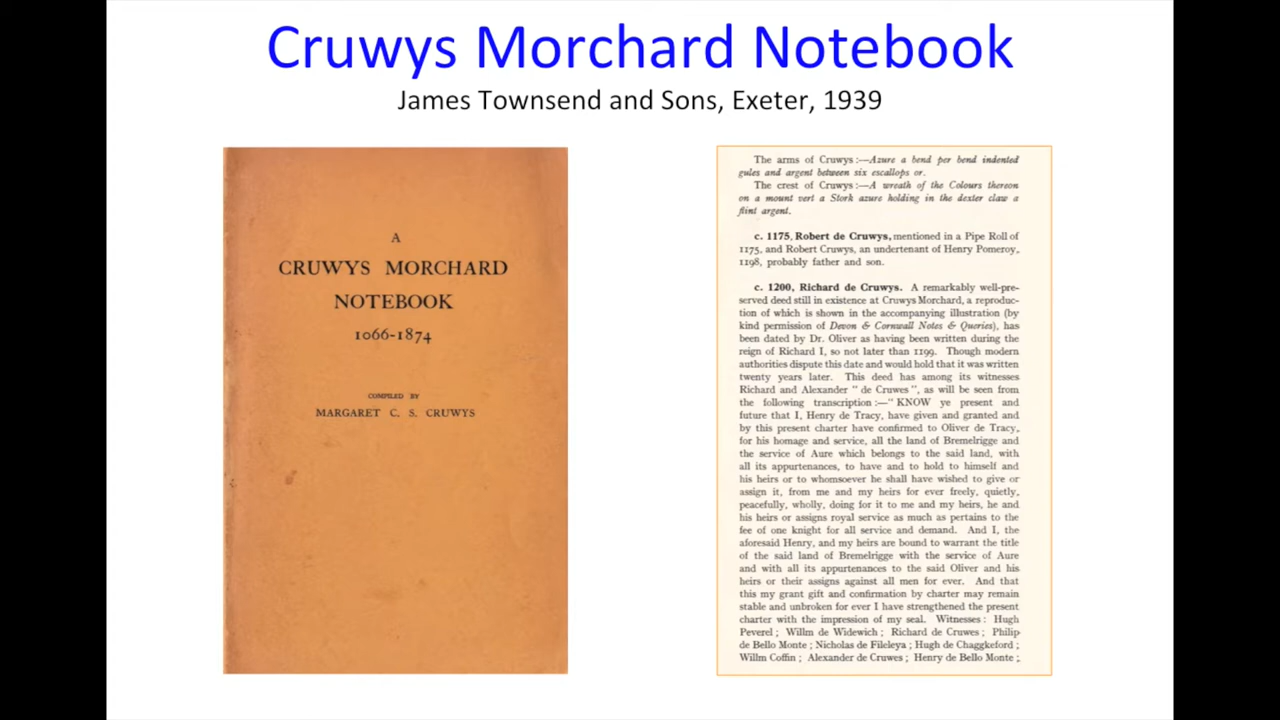 Cruwys Morchard Notebook
James Townsend and Sons, Exeter, 1939
A
CRUWYS MORCHARD
NOTEBOOK
1066-1874
COMPILED BY
MARGARET C. S. CRUWYS
The arms of Cruwys :—Azure a bend per bend indented
gules and argent between six escallops or.
The crest of Cruwys :—A wreath of the Colours thereon
on a mount vert a Stork azure holding in the dexter claw a
flint argent.
c. 1175, Robert de Cruwys, mentioned in a Pipe Roll of
1175, and Robert Cruwys, an undertenant of Henry Pomeroy,
1198, probably father and son.
c. 1200, Richard de Cruwys. A remarkably well-pre-
served deed still in existence at Cruwys Morchard, a reproduc-
tion of which is shown in the accompanying illustration (by
kind permission of Devon & Cornwall Notes & Queries), has
been dated by Dr. Oliver as having been written during the
reign of Richard I, so not later than 1199. Though modern
authorities dispute this date and would hold that it was written
twenty years later. This deed has among its witnesses
Richard and Alexander " de Cruwes ", as will be seen from
the following transcription :—" KNOW ye present and
future that I, Henry de Tracy, have given and granted and
by this present charter have confirmed to Oliver de Tracy,
for his homage and service, all the land of Bremelrigge and
the service of Aure which belongs to the said land, with
all its appurtenances, to have and to hold to himself and
his heirs or to whomsoever he shall have wished to give or
assign it, from me and my heirs for ever freely, quietly,
peacefully, wholly, doing for it to me and my heirs, he and
his heirs or assigns royal service as much as pertains to the
fee of one knight for all service and demand. And I, the
aforesaid Henry, and my heirs are bound to warrant the title
of the said land of Bremelrigge with the service of Aure
and with all its appurtenances to the said Oliver and his
heirs or their assigns against all men for ever. And that
this my grant gift and confirmation by charter may remain
stable and unbroken for ever I have strengthened the present
charter with the impression of my seal. Witnesses : Hugh
Peverel ; Willm de Widewich ; Richard de Cruwes ; Philip
de Bello Monte ; Nicholas de Fileleya ; Hugh de Chaggkeford ;
Willm Coffin ; Alexander de Cruwes ; Henry de Bello Monte ;